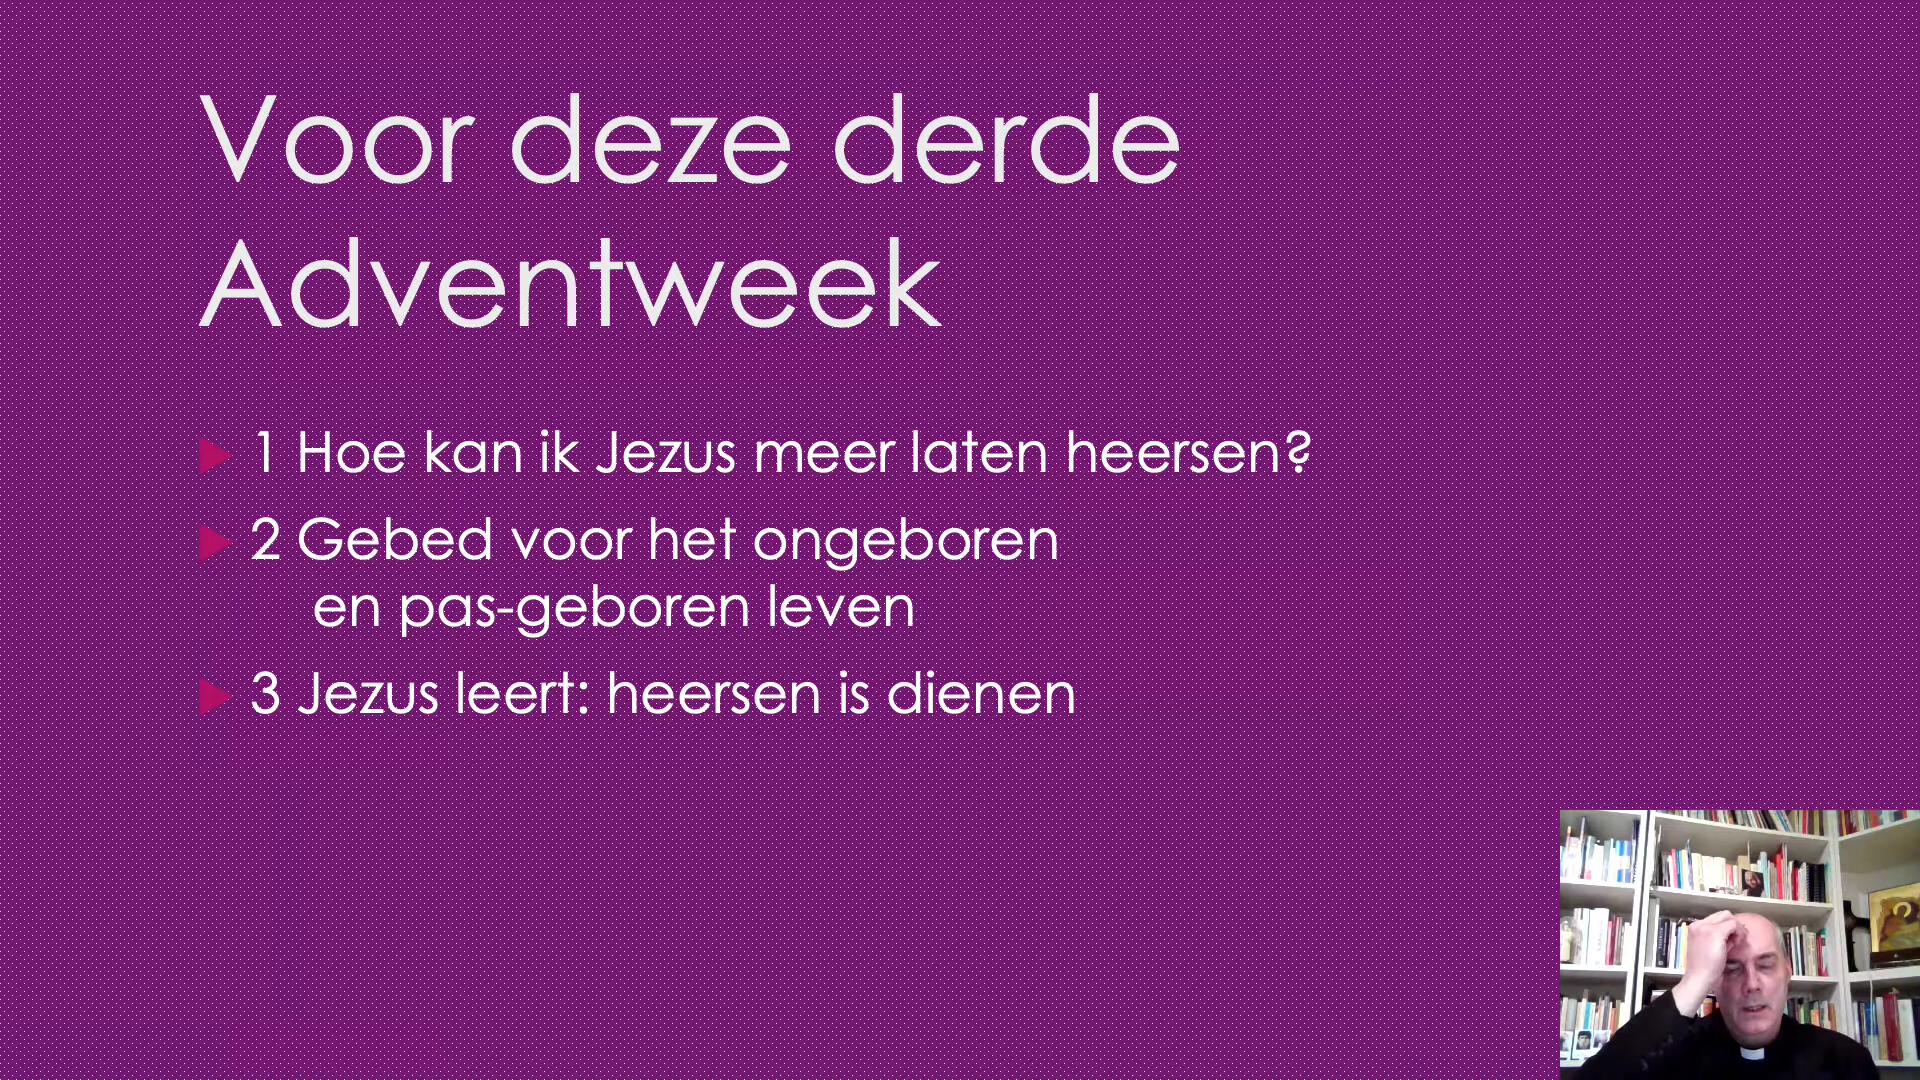 Voor deze derde
Adventweek
1 Hoe kan ik Jezus meer laten heersen?
2 Gebed voor het ongeboren
en pas-geboren leven
3 Jezus leert: heersen is dienen